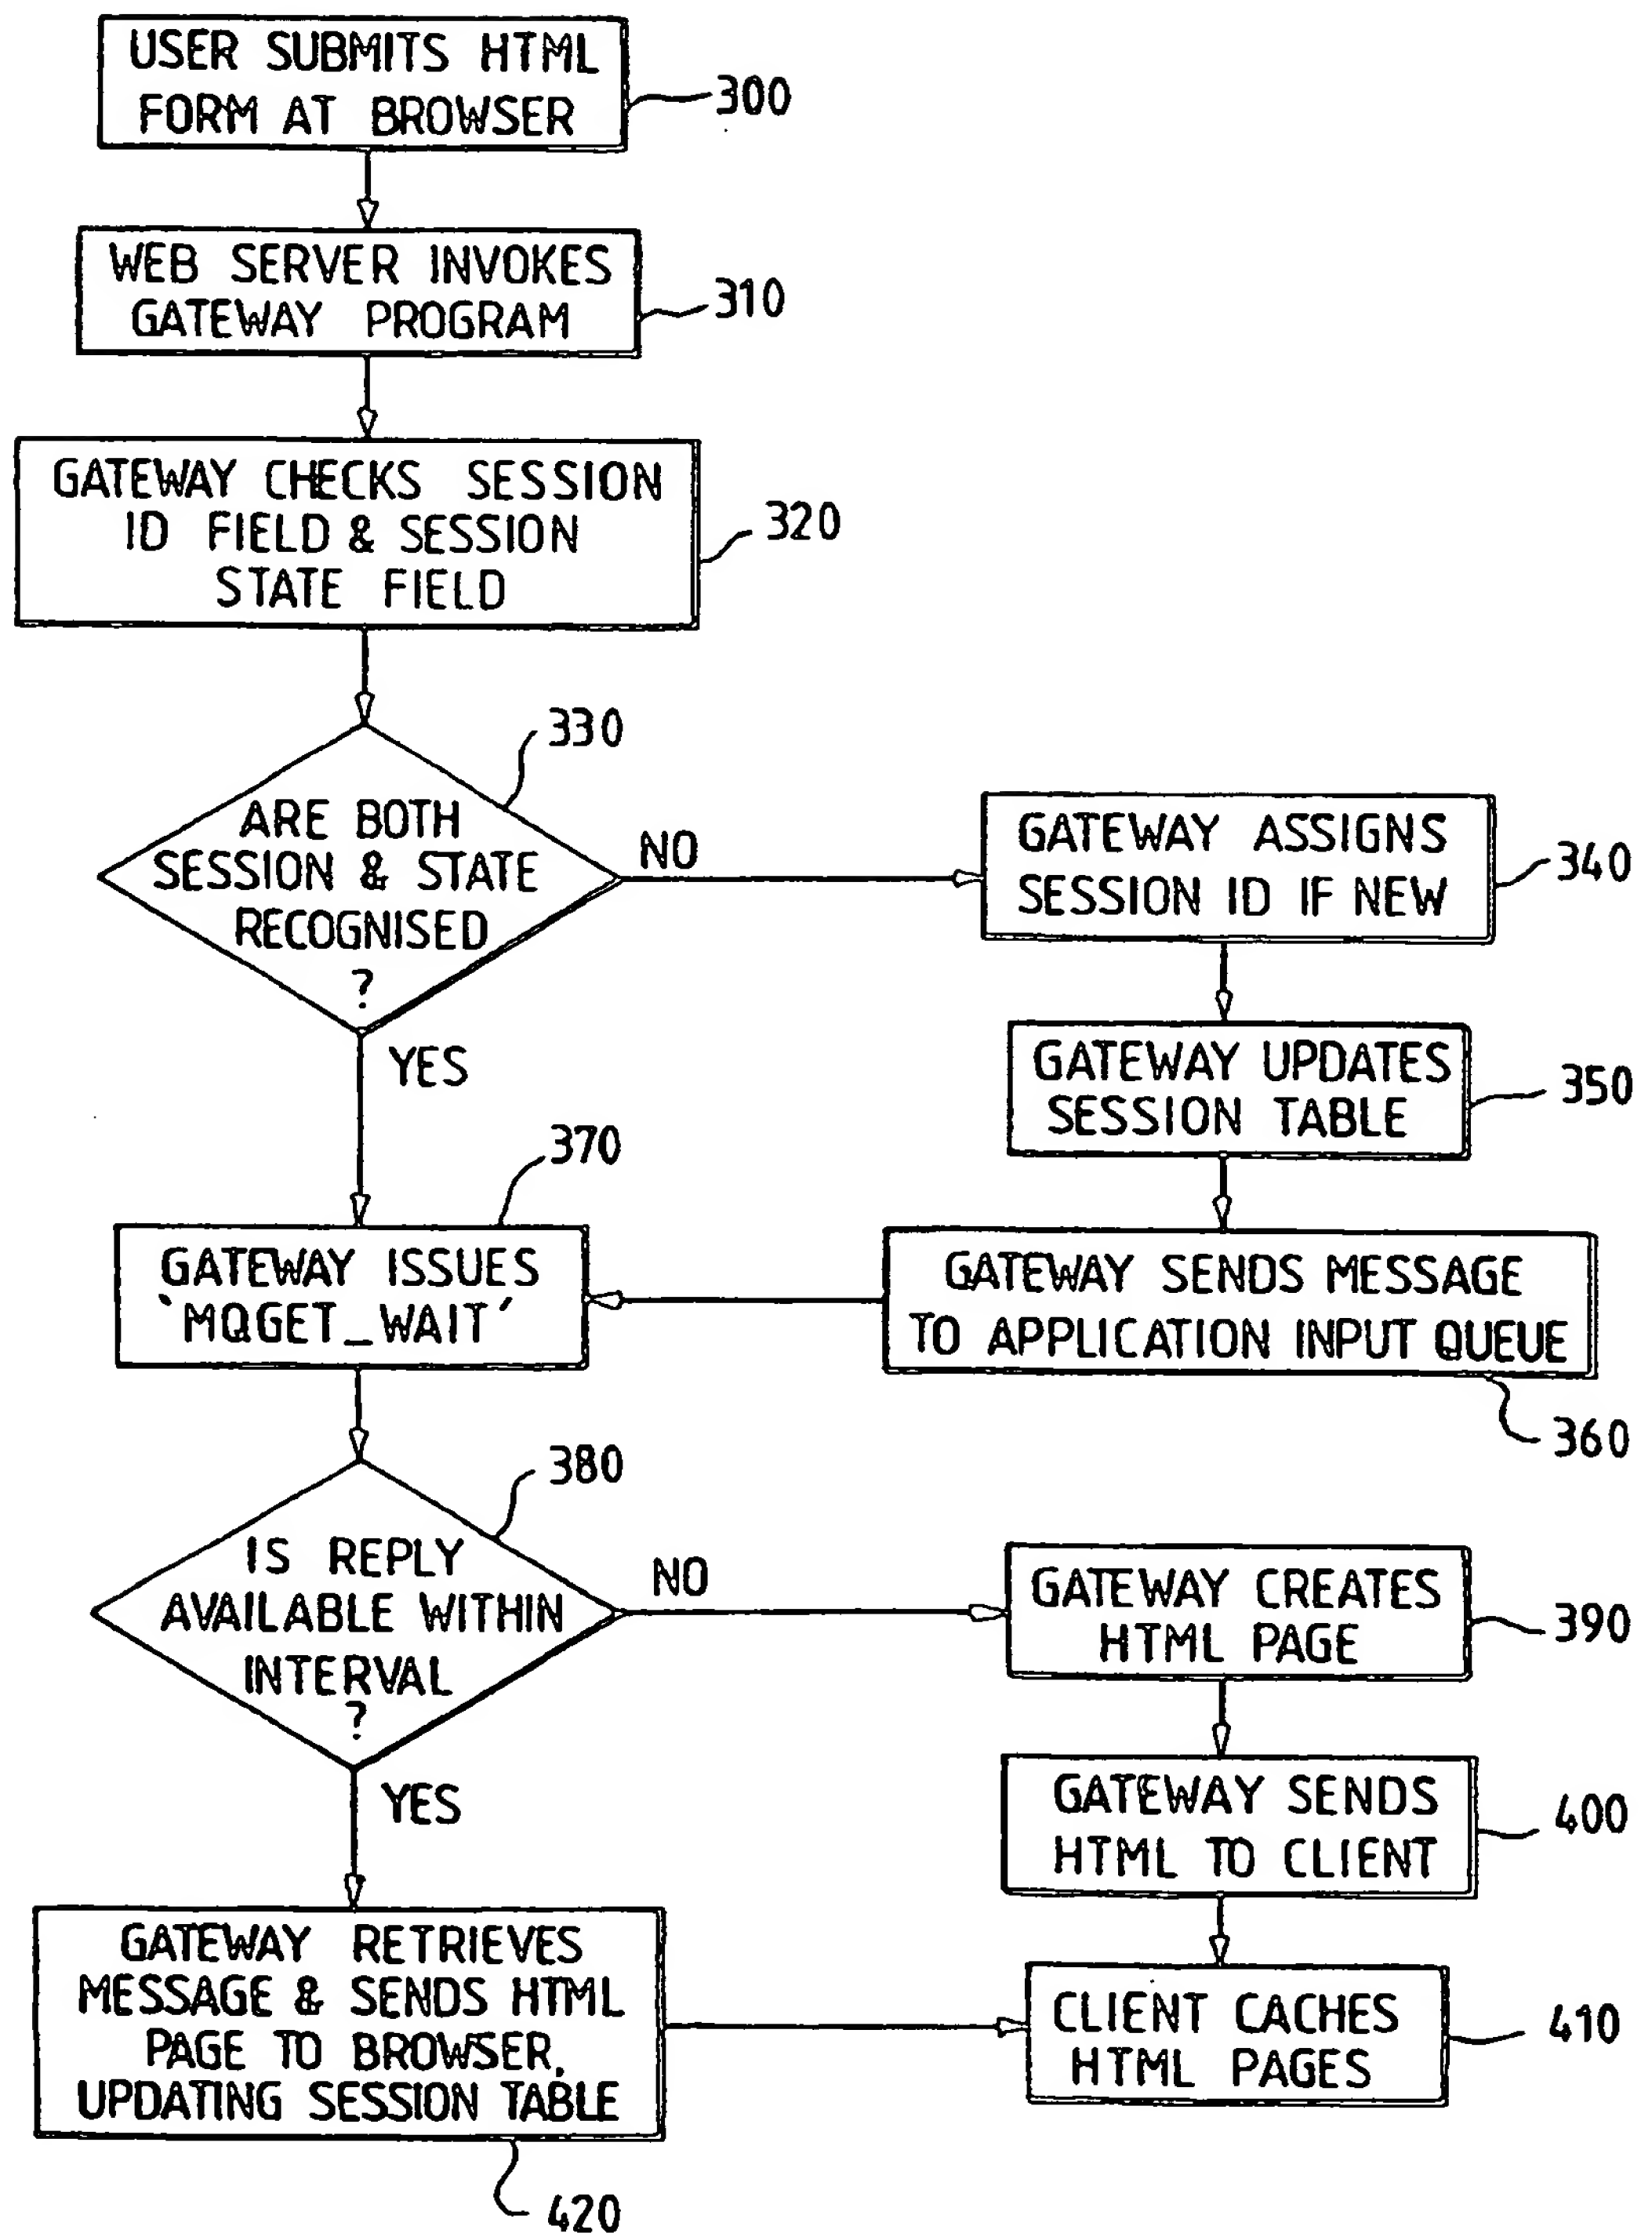 USER SUBMITS HTML
FORM AT BROWSER
300
WEB SERVER INVOKES
GATEWAY PROGRAM
310
GATEWAY CHECKS SESSION
ID FIELD & SESSION
STATE FIELD
320
330
ARE BOTH
SESSION & STATE
RECOGNISED
?
NO
YES
GATEWAY ASSIGNS
SESSION ID IF NEW
340
GATEWAY UPDATES
SESSION TABLE
350
GATEWAY SENDS MESSAGE
TO APPLICATION INPUT QUEUE
360
370
GATEWAY ISSUES
'MQGET_WAIT'
380
IS REPLY
AVAILABLE WITHIN
INTERVAL
?
NO
YES
GATEWAY CREATES
HTML PAGE
390
GATEWAY SENDS
HTML TO CLIENT
400
CLIENT CACHES
HTML PAGES
410
GATEWAY RETRIEVES
MESSAGE & SENDS HTML
PAGE TO BROWSER,
UPDATING SESSION TABLE
420